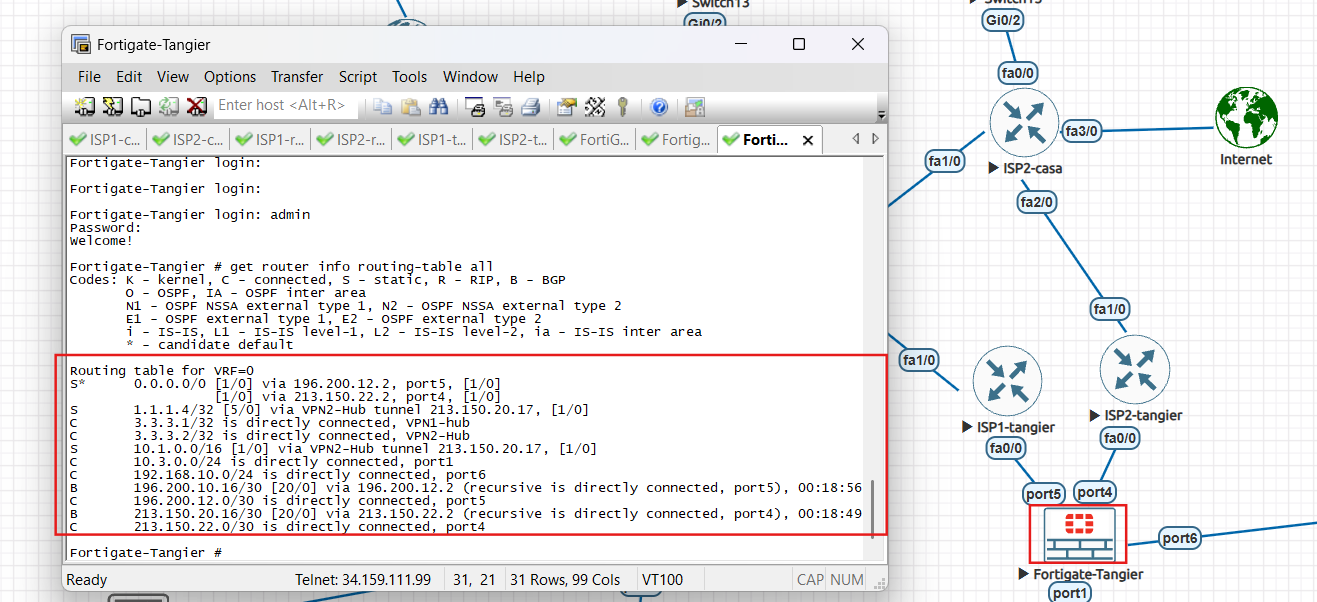 Switch13
Gi0/2
Switch13
Gi0/2
Fortigate-Tangier
File Edit View Options Transfer Script Tools Window Help
Enter host <Alt+R>
ISP1-c... ISP2-c... ISP1-r... ISP2-r... ISP1-t... ISP2-t... FortiG... Fortig... Forti...
Fortigate-Tangier login:
Fortigate-Tangier login:
Fortigate-Tangier login: admin
Password:
Welcome!
Fortigate-Tangier # get router info routing-table all
Codes: K - kernel, C - connected, S - static, R - RIP, B - BGP
O - OSPF, IA - OSPF inter area
N1 - OSPF NSSA external type 1, N2 - OSPF NSSA external type 2
E1 - OSPF external type 1, E2 - OSPF external type 2
i - IS-IS, L1 - IS-IS level-1, L2 - IS-IS level-2, ia - IS-IS inter area
* - candidate default
Routing table for VRF=0
S* 0.0.0.0/0 [1/0] via 196.200.12.2, port5, [1/0]
[1/0] via 213.150.22.2, port4, [1/0]
S 1.1.1.4/32 [5/0] via VPN2-Hub tunnel 213.150.20.17, [1/0]
C 3.3.3.1/32 is directly connected, VPN1-hub
C 3.3.3.2/32 is directly connected, VPN2-Hub
S 10.1.0.0/16 [1/0] via VPN2-Hub tunnel 213.150.20.17, [1/0]
C 10.3.0.0/24 is directly connected, port1
C 192.168.10.0/24 is directly connected, port6
B 196.200.10.16/30 [20/0] via 196.200.12.2 (recursive is directly connected, port5), 00:18:56
C 196.200.12.0/30 is directly connected, port5
B 213.150.20.16/30 [20/0] via 213.150.22.2 (recursive is directly connected, port4), 00:18:49
C 213.150.22.0/30 is directly connected, port4
Fortigate-Tangier #
Ready Telnet: 34.159.111.99 31, 21 31 Rows, 99 Cols VT100 CAP NUM
fa0/0
fa3/0
fa1/0
Internet
ISP2-casa
fa2/0
fa1/0
fa1/0
ISP2-tangier
ISP1-tangier
fa0/0
fa0/0
port5
port4
port6
Fortigate-Tangier
port1